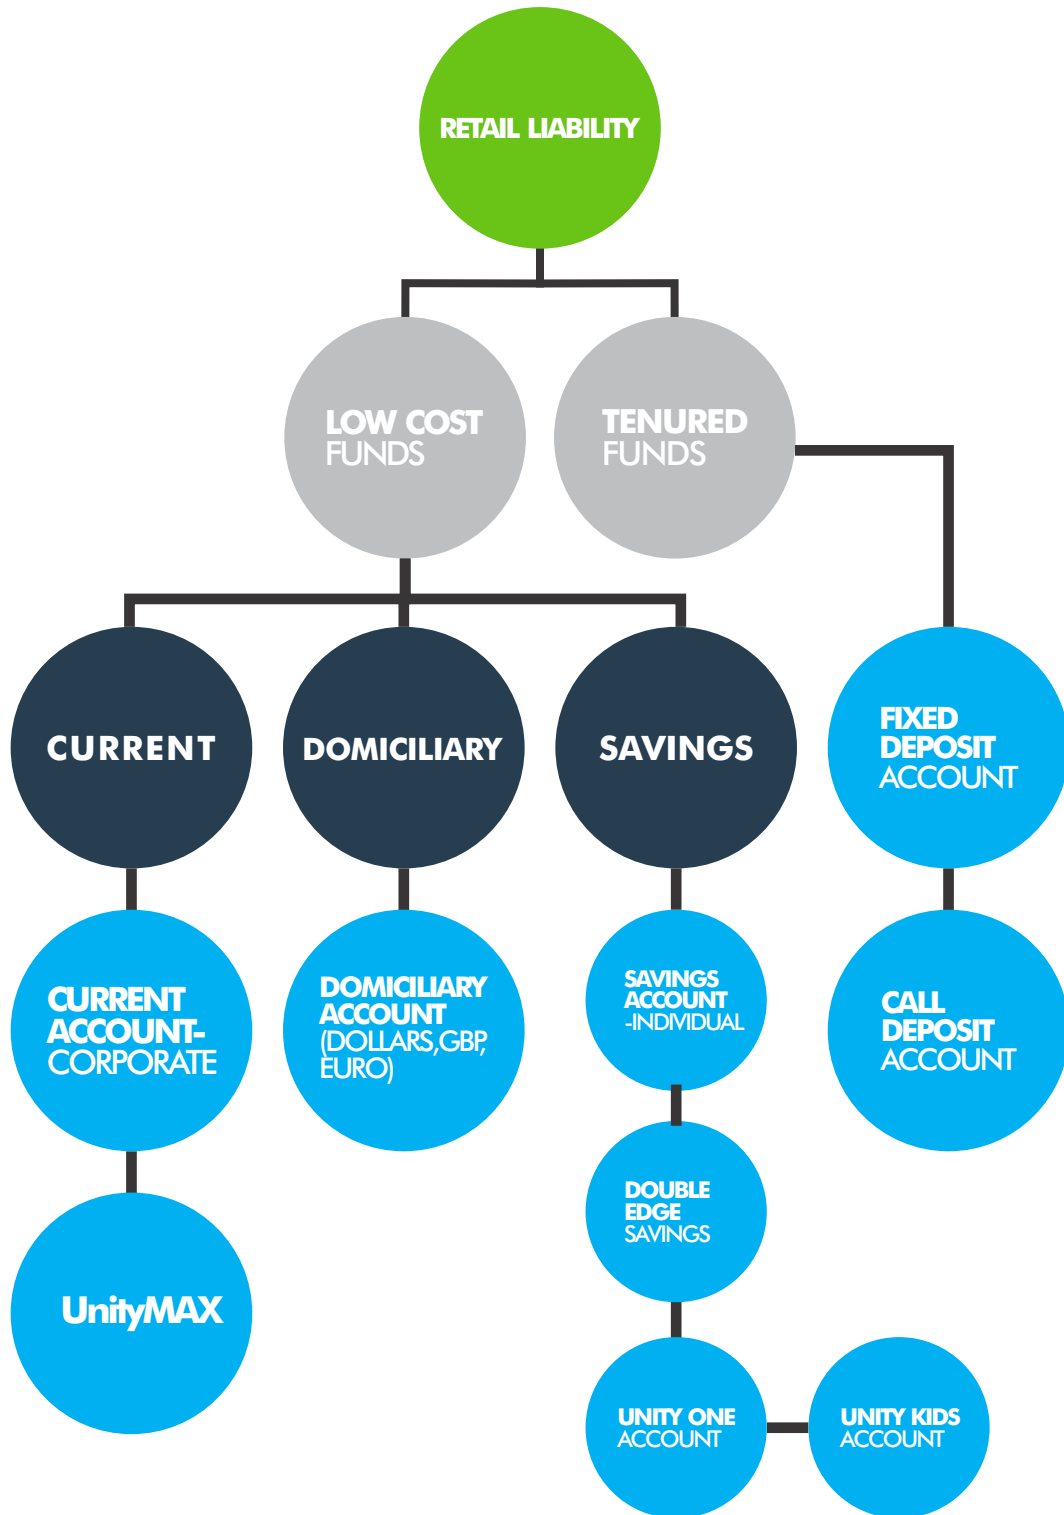 RETAIL LIABILITY
LOW COST
FUNDS
TENURED
FUNDS
CURRENT
DOMICILIARY
SAVINGS
FIXED
DEPOSIT
ACCOUNT
CURRENT
ACCOUNT-
CORPORATE
DOMICILIARY
ACCOUNT
(DOLLARS,GBP,
EURO)
SAVINGS
ACCOUNT
-INDIVIDUAL
CALL
DEPOSIT
ACCOUNT
DOUBLE
EDGE
SAVINGS
UnityMAX
UNITY ONE
ACCOUNT
UNITY KIDS
ACCOUNT